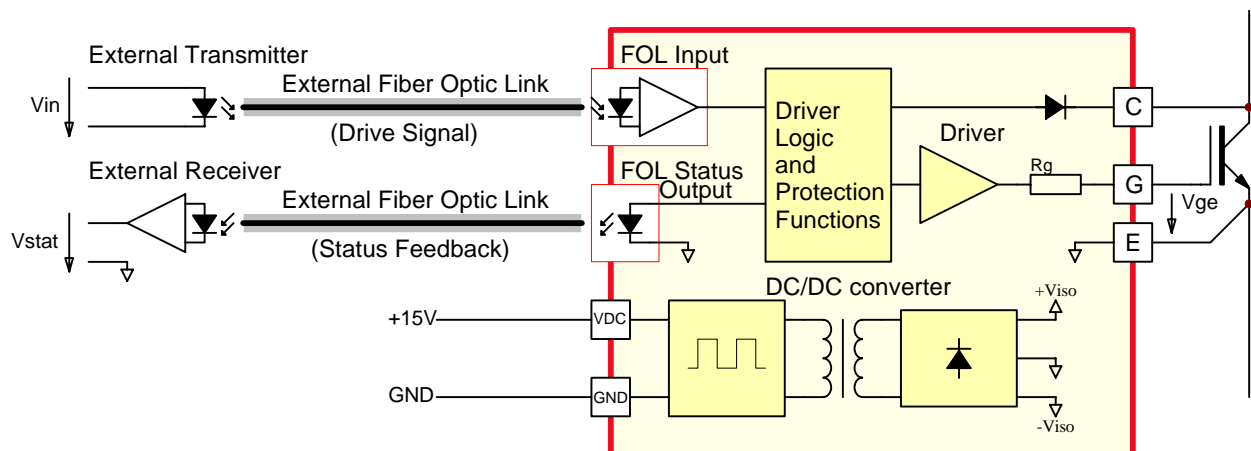 External Transmitter
Vin
External Fiber Optic Link
(Drive Signal)
FOL Input
Driver
Logic
and
Protection
Functions
Driver
Rg
C
G
E
Vge
External Receiver
Vstat
External Fiber Optic Link
(Status Feedback)
FOL Status
Output
DC/DC converter
+15V
VDC
GND
GND
+Viso
-Viso